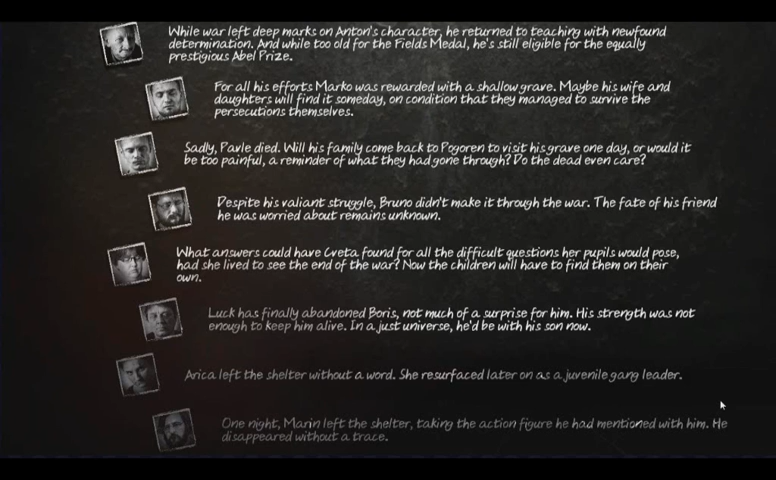 While war left deep marks on Anton's character, he returned to teaching with newfound
determination. And while too old for the Fields Medal, he's still eligible for the equally
prestigious Abel Prize.
For all his efforts Marko was rewarded with a shallow grave. Maybe his wife and
daughters will find it someday, on condition that they managed to survive the
persecutions themselves.
Sadly, Pavle died. Will his family come back to Pogoren to visit his grave one day, or would it
be too painful, a reminder of what they had gone through? Do the dead even care?
Despite his valiant struggle, Bruno didn't make it through the war. The fate of his friend
he was worried about remains unknown.
What answers could have Cveta found for all the difficult questions her pupils would pose,
had she lived to see the end of the war? Now the children will have to find them on their
own.
Luck has finally abandoned Boris, not much of a surprise for him. His strength was not
enough to keep him alive. In a just universe, he'd be with his son now.
Arica left the shelter without a word. She resurfaced later on as a juvenile gang leader.
One night, Marin left the shelter, taking the action figure he had mentioned with him. He
disappeared without a trace.